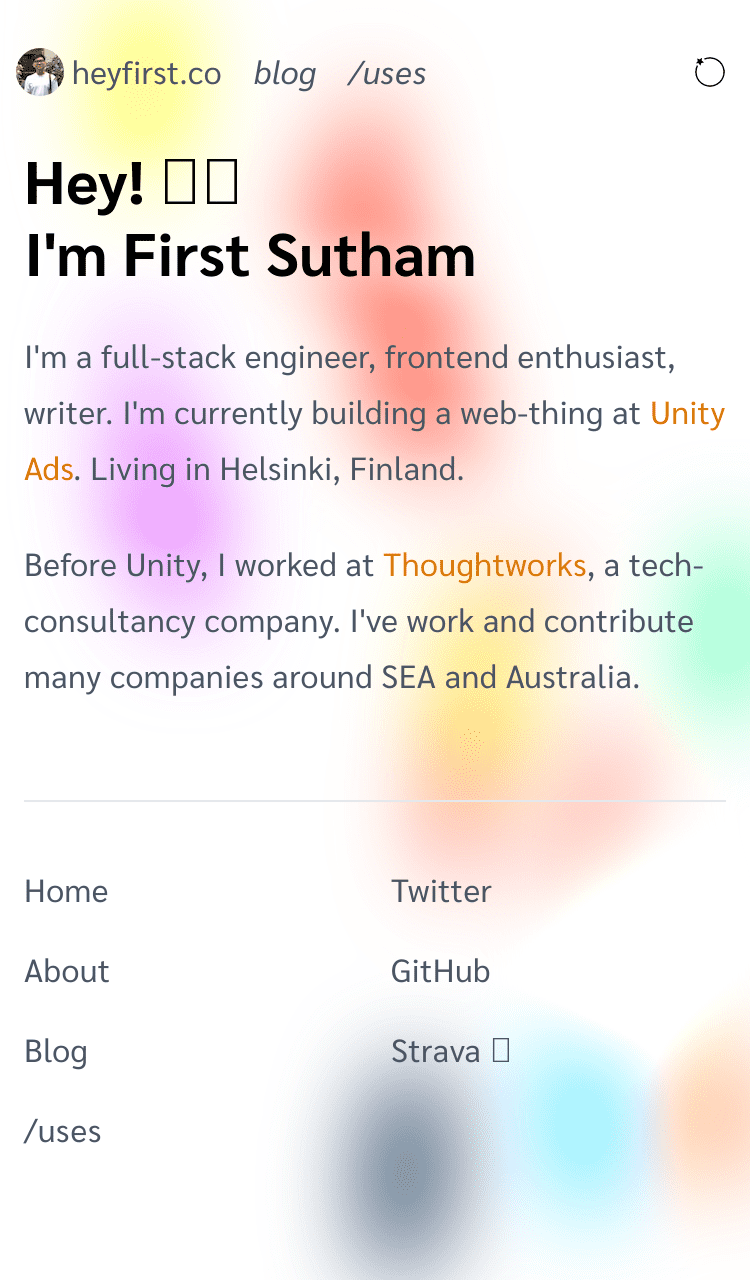 heyfirst.co blog /uses
Hey! 
I'm First Sutham
I'm a full-stack engineer, frontend enthusiast,
writer. I'm currently building a web-thing at Unity
Ads. Living in Helsinki, Finland.
Before Unity, I worked at Thoughtworks, a tech-
consultancy company. I've work and contribute
many companies around SEA and Australia.
Home
About
Blog
/uses
Twitter
GitHub
Strava